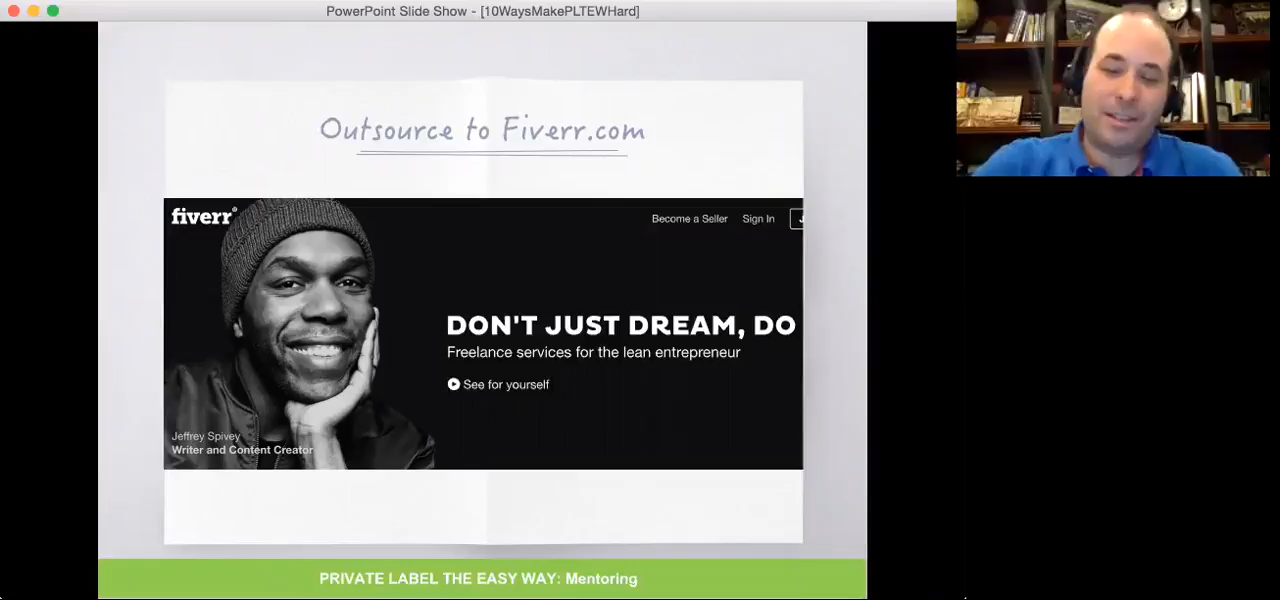 PowerPoint Slide Show - [10WaysMakePLTEWHard]
Outsource to Fiverr.com
fiverr®
Become a Seller
Sign In
J
DON'T JUST DREAM, DO
Freelance services for the lean entrepreneur
See for yourself
Jeffrey Spivey
Writer and Content Creator
PRIVATE LABEL THE EASY WAY: Mentoring